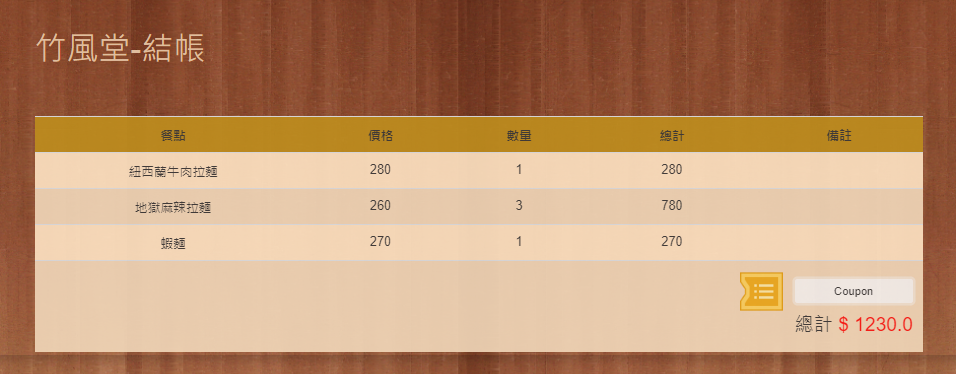 竹風堂-結帳
餐點 價格 數量 總計 備註
紐西蘭牛肉拉麵 280 1 280
地獄麻辣拉麵 260 3 780
蝦麵 270 1 270
Coupon
總計 $ 1230.0